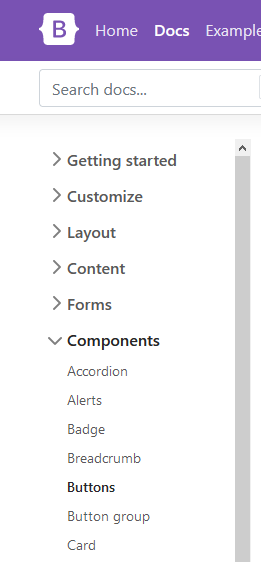 B Home Docs Example
Search docs...
Getting started
Customize
Layout
Content
Forms
Components
Accordion
Alerts
Badge
Breadcrumb
Buttons
Button group
Card